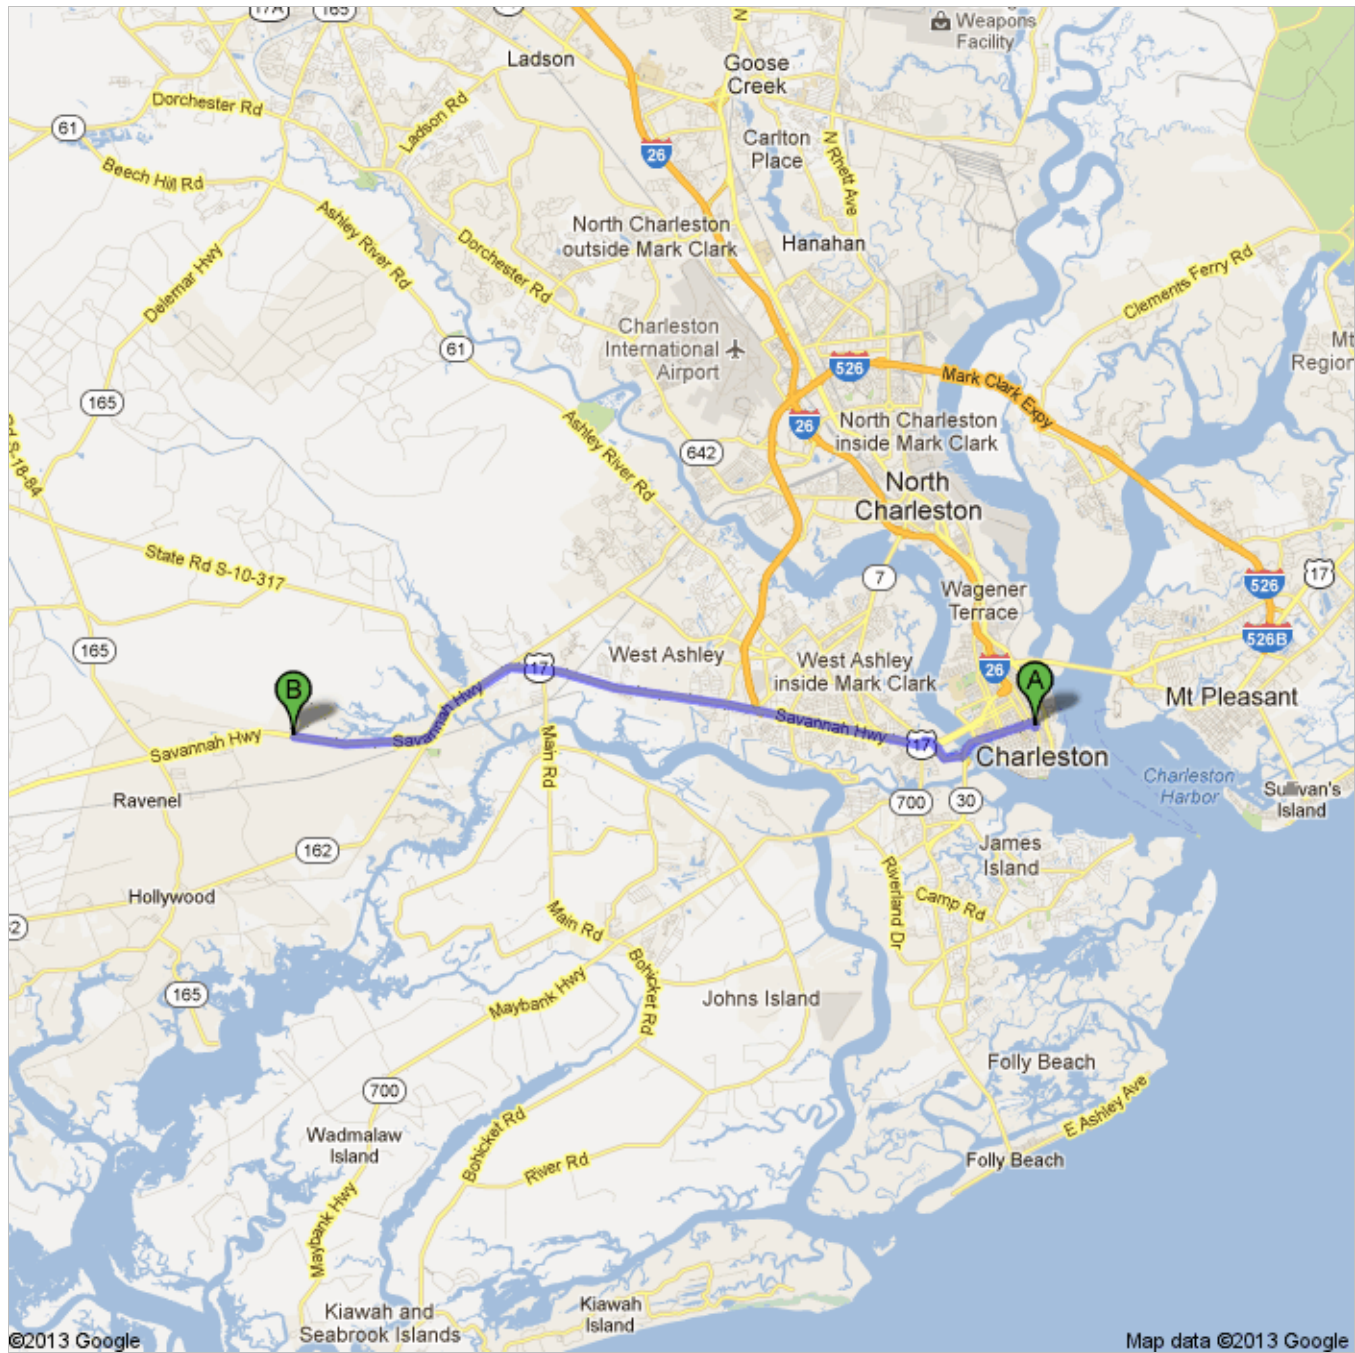 17A
165
Weapons
Facility
Ladson
Goose
Creek
N
N
Dorchester Rd
Ladson Rd
61
26
Carlton
Place
N Rhett Ave
Beech Hill Rd
Ashley River Rd
North Charleston
outside Mark Clark
Hanahan
Delemar Hwy
Dorchester Rd
Clements Ferry Rd
Charleston
International
Airport
61
526
Mt
Region
Mark Clark Expy
165
Rd S-18-84
Ashley River Rd
26
North Charleston
inside Mark Clark
642
North
Charleston
State Rd S-10-317
7
526
17
Wagener
Terrace
526B
165
West Ashley
West Ashley
inside Mark Clark
17
26
B
A
Mt Pleasant
Savannah Hwy
Savannah Hwy
Savannah Hwy
Savannah Hwy
17
Charleston
Main Rd
Charleston
Harbor
Ravenel
700
30
Sullivan's
Island
162
James
Island
Hollywood
Riverland Dr
Camp Rd
Main Rd
Bohicket Rd
165
Maybank Hwy
Johns Island
Folly Beach
700
E Ashley Ave
Wadmalaw
Island
Bohicket Rd
River Rd
Folly Beach
Maybank Hwy
Kiawah and
Seabrook Islands
Kiawah
Island
©2013 Google
Map data ©2013 Google